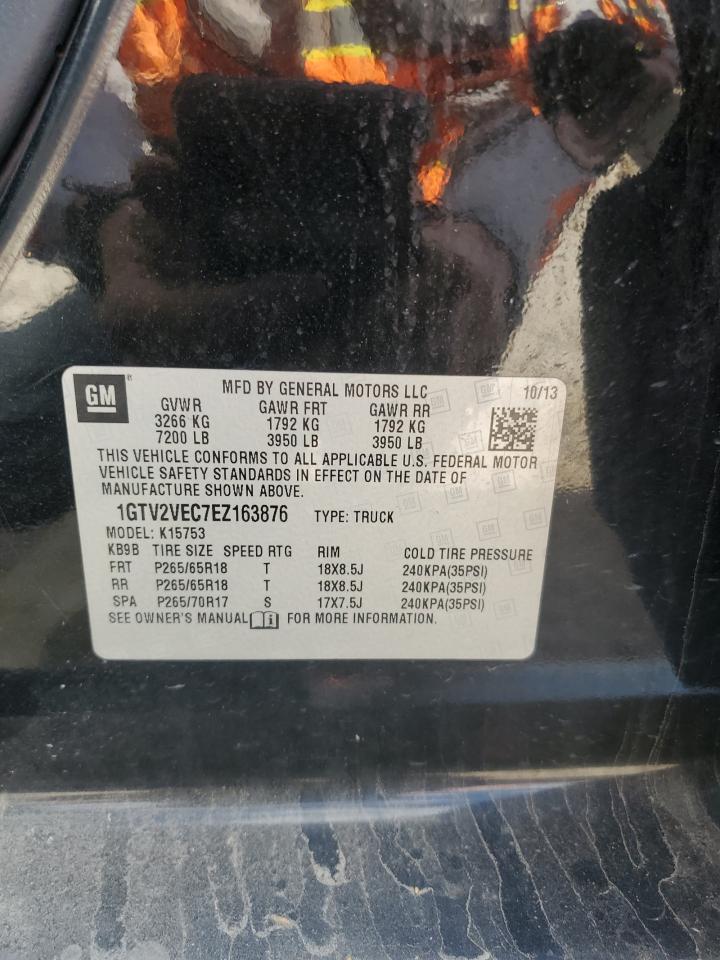 GM ®
MFD BY GENERAL MOTORS LLC 10/13
GVWR GAWR FRT GAWR RR
3266 KG 1792 KG 1792 KG
7200 LB 3950 LB 3950 LB
THIS VEHICLE CONFORMS TO ALL APPLICABLE U.S. FEDERAL MOTOR
VEHICLE SAFETY STANDARDS IN EFFECT ON THE DATE OF
MANUFACTURE SHOWN ABOVE.
1GTV2VEC7EZ163876 TYPE: TRUCK
MODEL: K15753
KB9B TIRE SIZE SPEED RTG RIM COLD TIRE PRESSURE
FRT P265/65R18 T 18X8.5J 240KPA(35PSI)
RR P265/65R18 T 18X8.5J 240KPA(35PSI)
SPA P265/70R17 S 17X7.5J 240KPA(35PSI)
SEE OWNER'S MANUAL i FOR MORE INFORMATION.